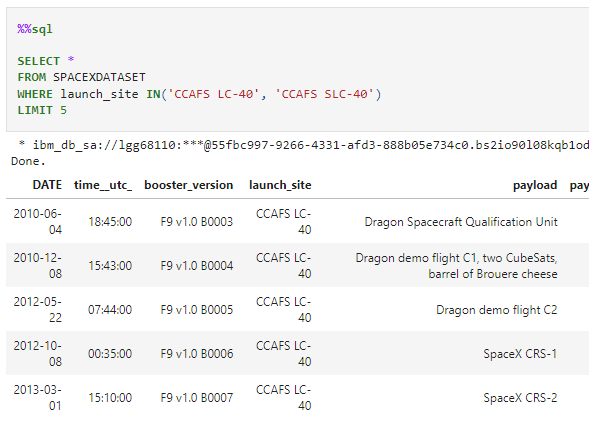 %%sql
SELECT *
FROM SPACEXDATASET
WHERE launch_site IN('CCAFS LC-40', 'CCAFS SLC-40')
LIMIT 5
* ibm_db_sa://lgg68110:***@55fbc997-9266-4331-afd3-888b05e734c0.bs2io90l08kqb1od
Done.
DATE time__utc_ booster_version launch_site payload pay
2010-06-04 18:45:00 F9 v1.0 B0003 CCAFS LC-40 Dragon Spacecraft Qualification Unit
2010-12-08 15:43:00 F9 v1.0 B0004 CCAFS LC-40 Dragon demo flight C1, two CubeSats, barrel of Brouere cheese
2012-05-22 07:44:00 F9 v1.0 B0005 CCAFS LC-40 Dragon demo flight C2
2012-10-08 00:35:00 F9 v1.0 B0006 CCAFS LC-40 SpaceX CRS-1
2013-03-01 15:10:00 F9 v1.0 B0007 CCAFS LC-40 SpaceX CRS-2